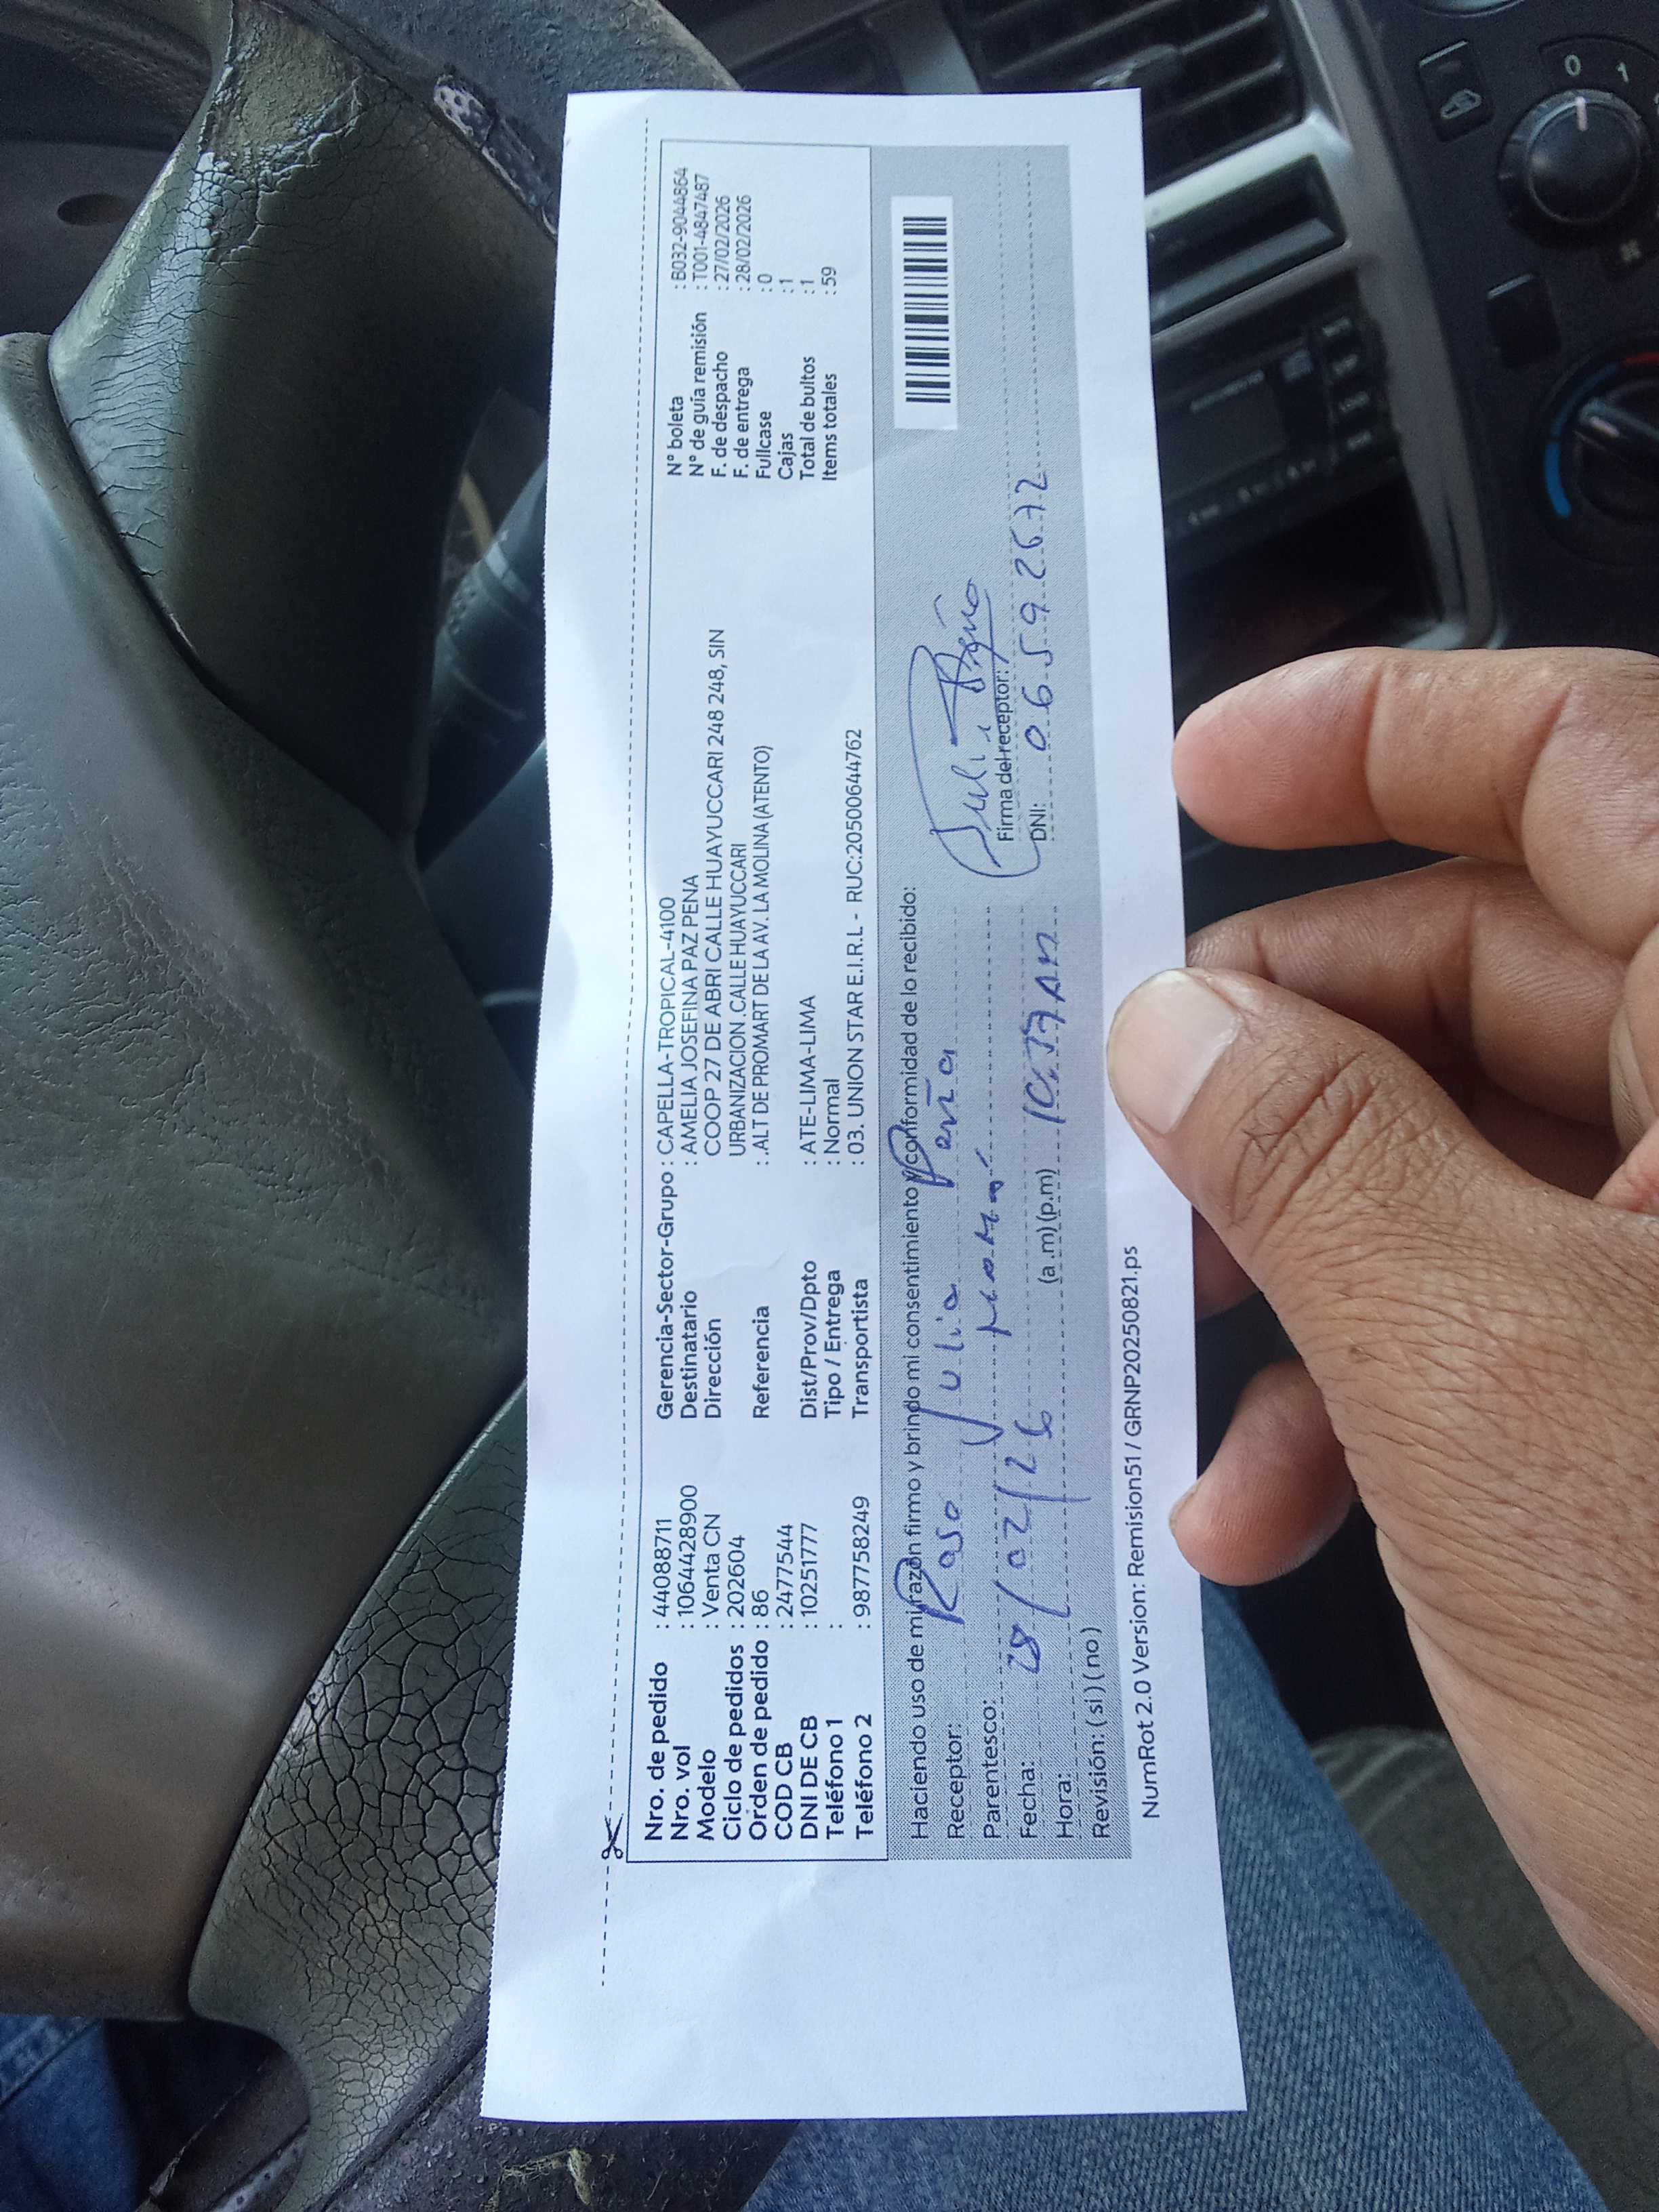 Nro. de pedido : 44088711
Nro. vol : 1064428900
Modelo : Venta CN
Ciclo de pedidos : 202604
Orden de pedido : 86
COD CB : 2477544
DNI DE CB : 10251777
Teléfono 1 :
Teléfono 2 : 987758249
Gerencia-Sector-Grupo : CAPELLA-TROPICAL-4100
Destinatario : AMELIA JOSEFINA PAZ PENA
Dirección COOP 27 DE ABRI CALLE HUAYUCCARI 248 248, SIN
URBANIZACION.CALLE HUAYUCCARI
Referencia : .ALT DE PROMART DE LA AV. LA MOLINA (ATENTO)
Dist/Prov/Dpto : ATE-LIMA-LIMA
Tipo / Entrega : Normal
Transportista : 03. UNION STAR E.I.R.L - RUC:20500644762
N° boleta : B032-9044864
N° de guía remisión : T001-4847487
F. de despacho : 27/02/2026
F. de entrega : 28/02/2026
Fullcase : 0
Cajas : 1
Total de bultos : 1
Items totales : 59
Haciendo uso de mi razón firmo y brindo mi consentimiento y conformidad de lo recibido:
Receptor: Rosa Julia Peña
Parentesco: mamá
Fecha: 28/02/26
Hora: (a .m) (p.m)
Revisión: ( si ) ( no )
Firma del receptor:
DNI: 06592672
NumRot 2.0 Version: Remision51 / GRNP20250821.ps
0 1